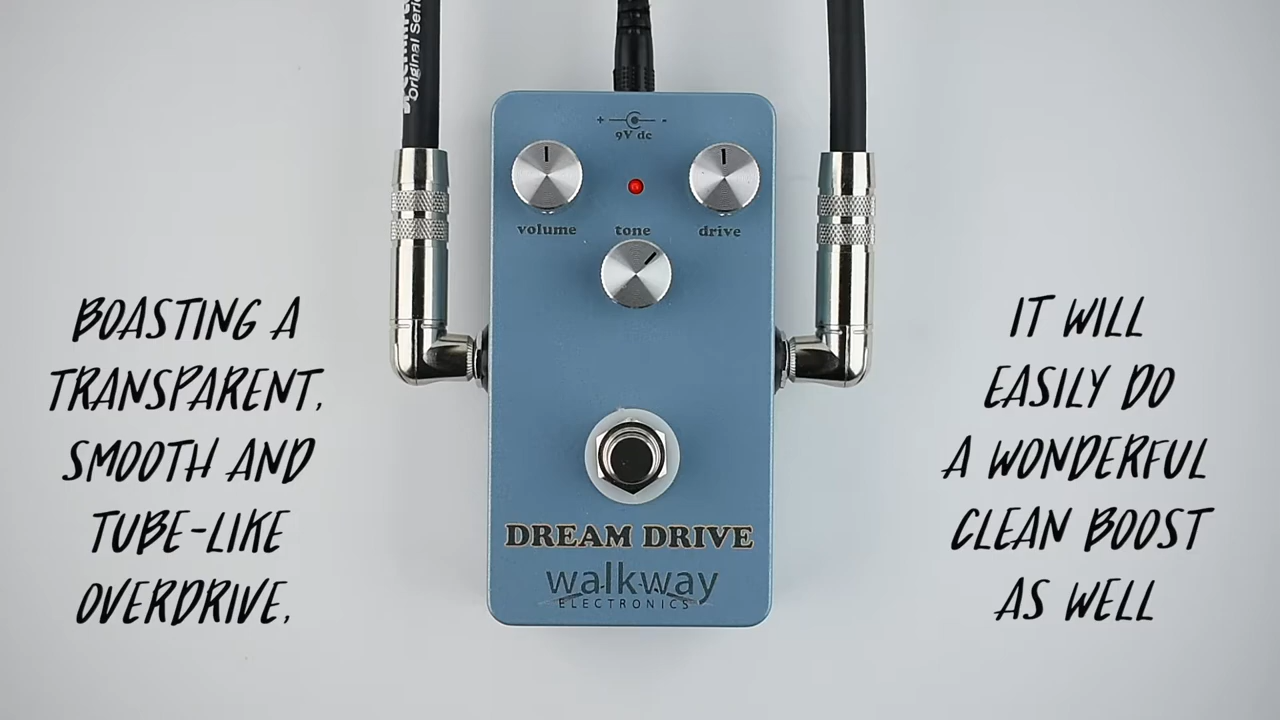 Original Series
+ -
9V dc
volume
tone
drive
BOASTING A
TRANSPARENT,
SMOOTH AND
TUBE-LIKE
OVERDRIVE,
IT WILL
EASILY DO
A WONDERFUL
CLEAN BOOST
AS WELL
DREAM DRIVE
walkway
ELECTRONICS